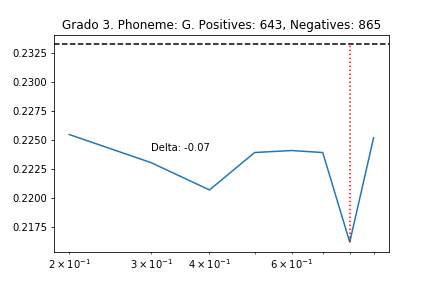 Grado 3. Phoneme: G. Positives: 643, Negatives: 865
0.2325
0.2300
0.2275
0.2250
0.2225
0.2200
0.2175
Delta: -0.07
2 × 10⁻¹ 3 × 10⁻¹ 4 × 10⁻¹ 6 × 10⁻¹